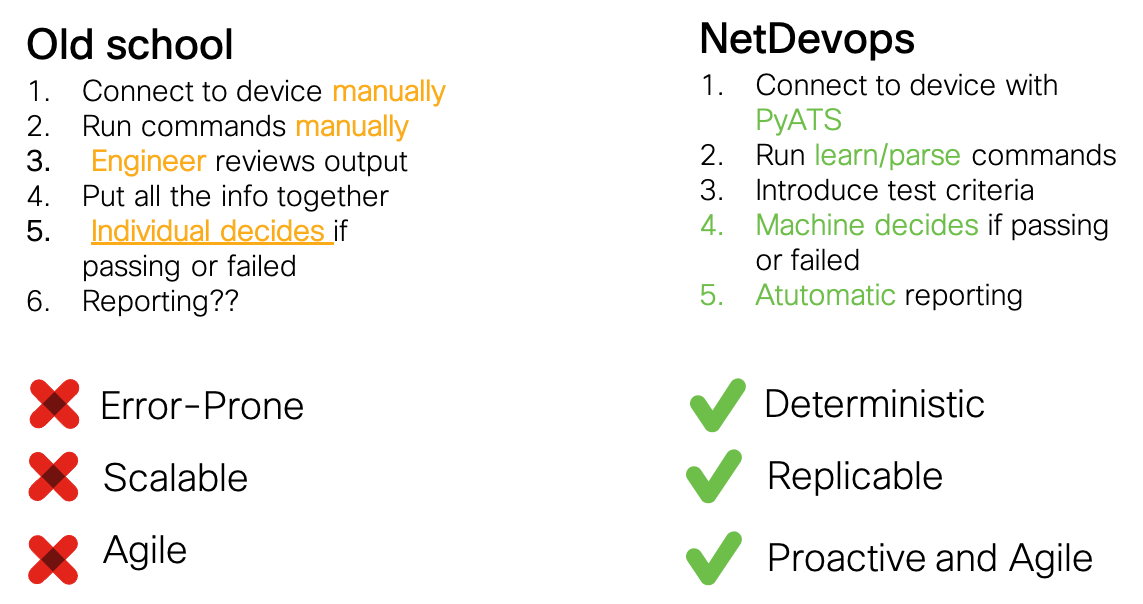 Old school
1. Connect to device manually
2. Run commands manually
3. Engineer reviews output
4. Put all the info together
5. Individual decides if
passing or failed
6. Reporting??
Error-Prone
Scalable
Agile
NetDevops
1. Connect to device with
PyATS
2. Run learn/parse commands
3. Introduce test criteria
4. Machine decides if passing
or failed
5. Atutomatic reporting
Deterministic
Replicable
Proactive and Agile